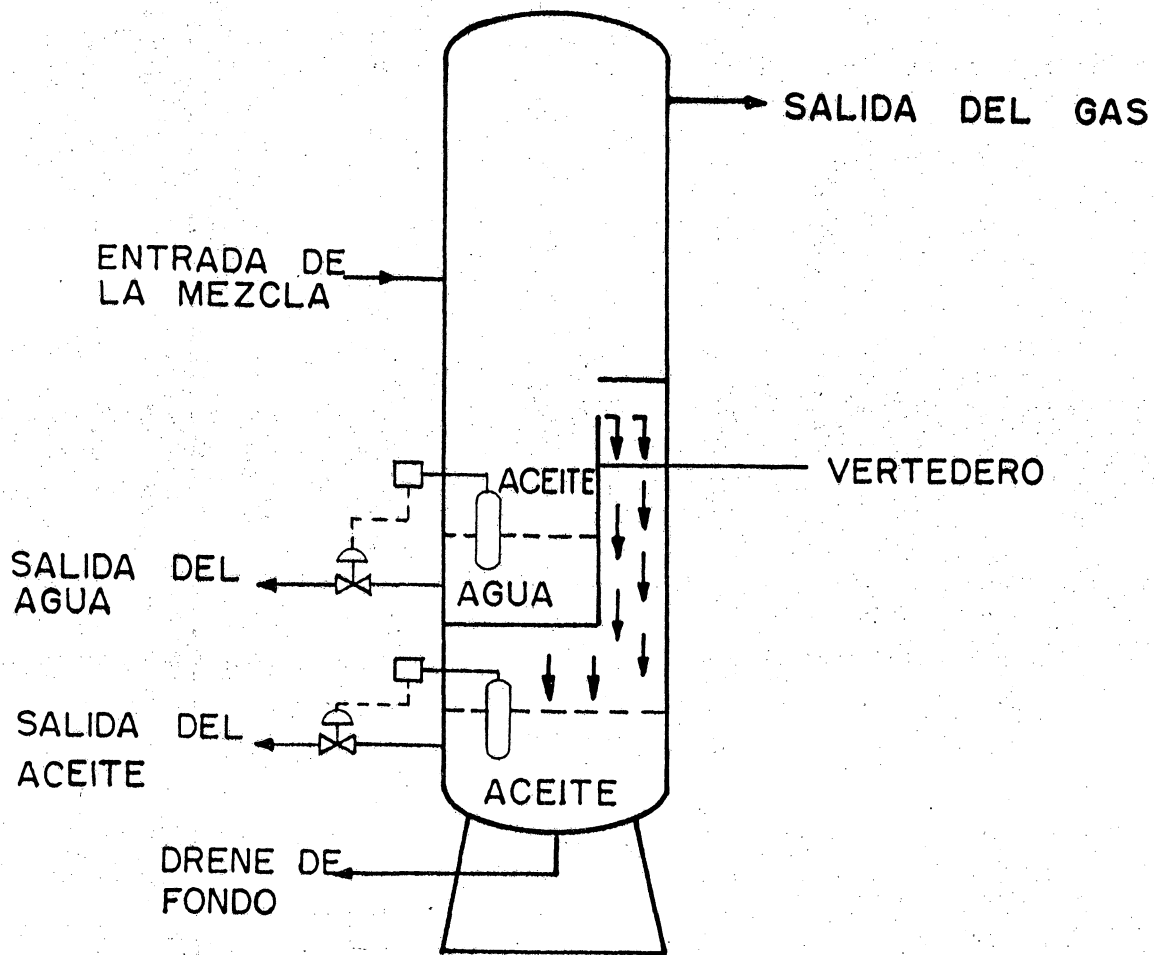 SALIDA DEL GAS
ENTRADA DE
LA MEZCLA
ACEITE
VERTEDERO
SALIDA DEL
AGUA
AGUA
SALIDA DEL
ACEITE
ACEITE
DRENE DE
FONDO